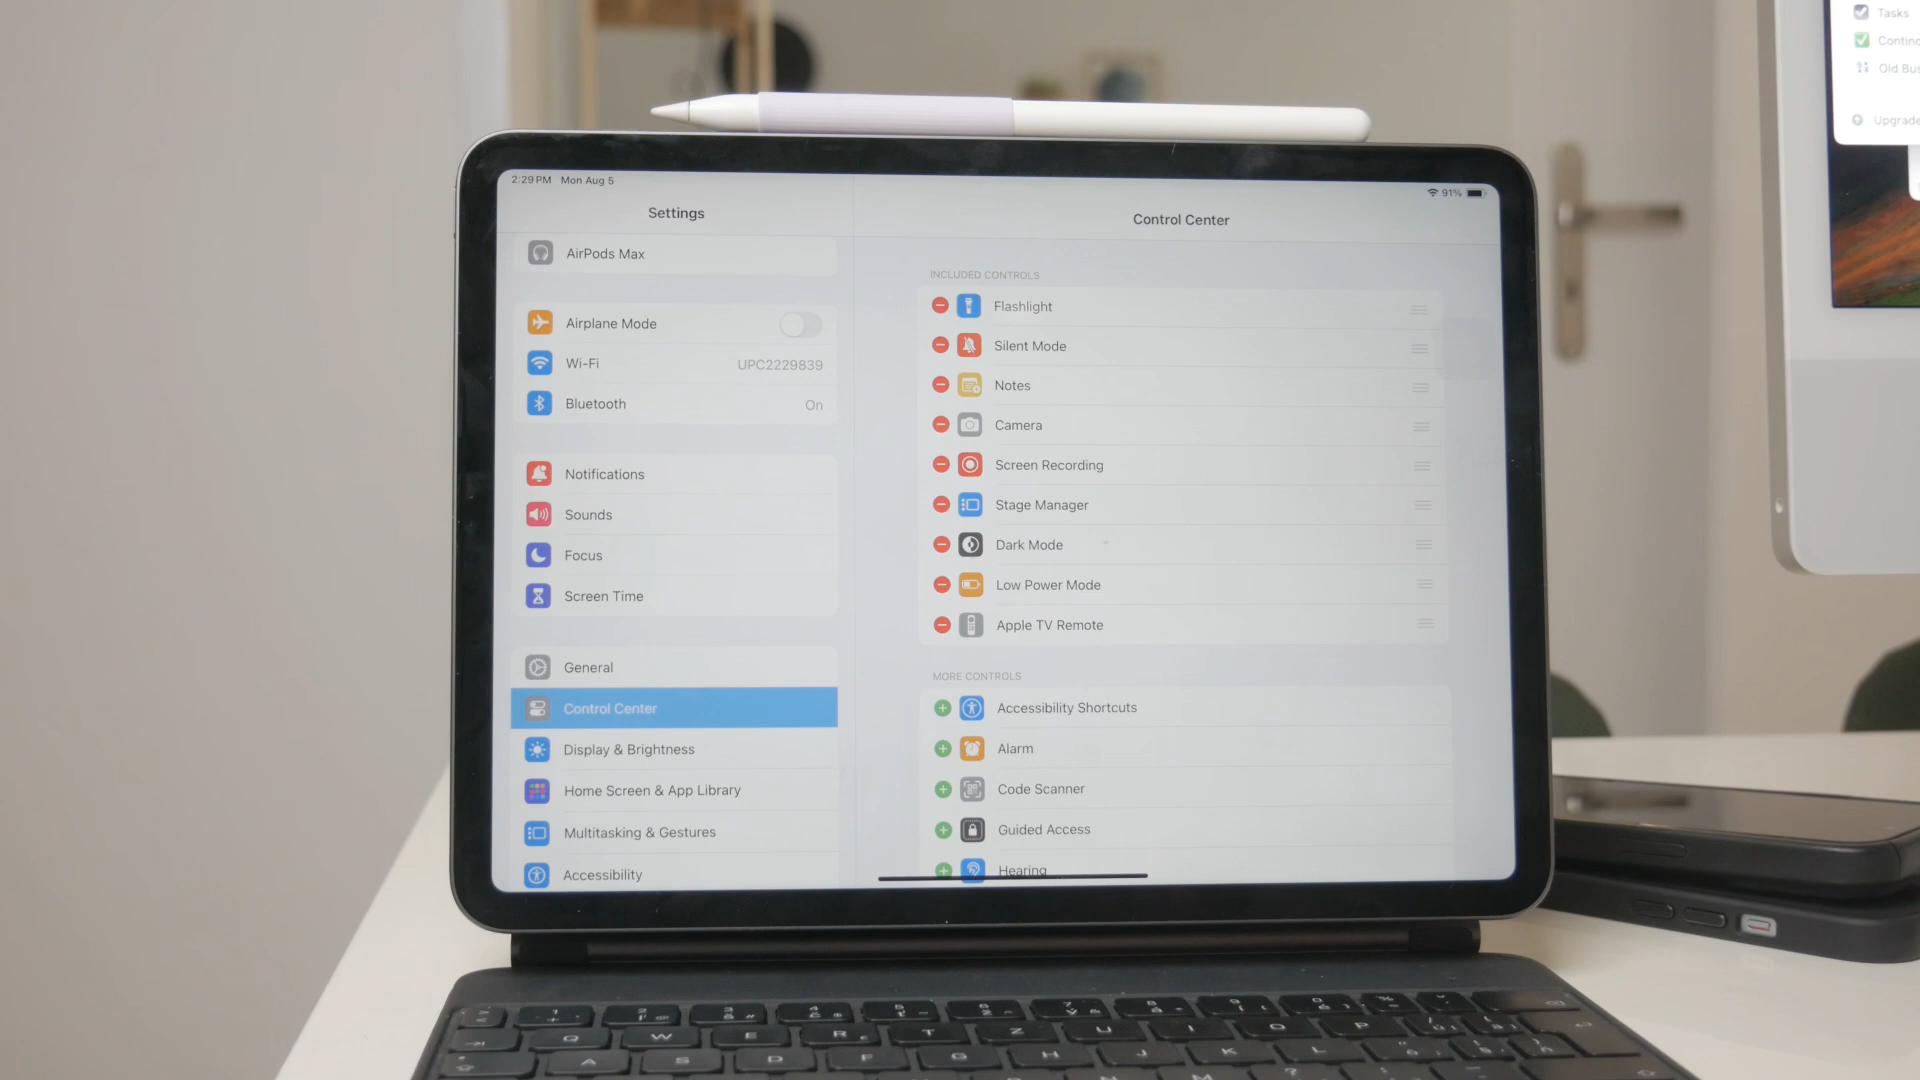 Tasks
Old
Upgrade
2:29 PM Mon Aug 5
91%
Settings
Control Center
AirPods Max
Airplane Mode
Wi-Fi
UPC2229839
Bluetooth
On
Notifications
Sounds
Focus
Screen Time
General
Control Center
Display & Brightness
Home Screen & App Library
Multitasking & Gestures
Accessibility
INCLUDED CONTROLS
Flashlight
Silent Mode
Notes
Camera
Screen Recording
Stage Manager
Dark Mode
Low Power Mode
Apple TV Remote
MORE CONTROLS
Accessibility Shortcuts
Alarm
Code Scanner
Guided Access
Hearing
Q W E R T Z U I O P
A S D F G H J K L